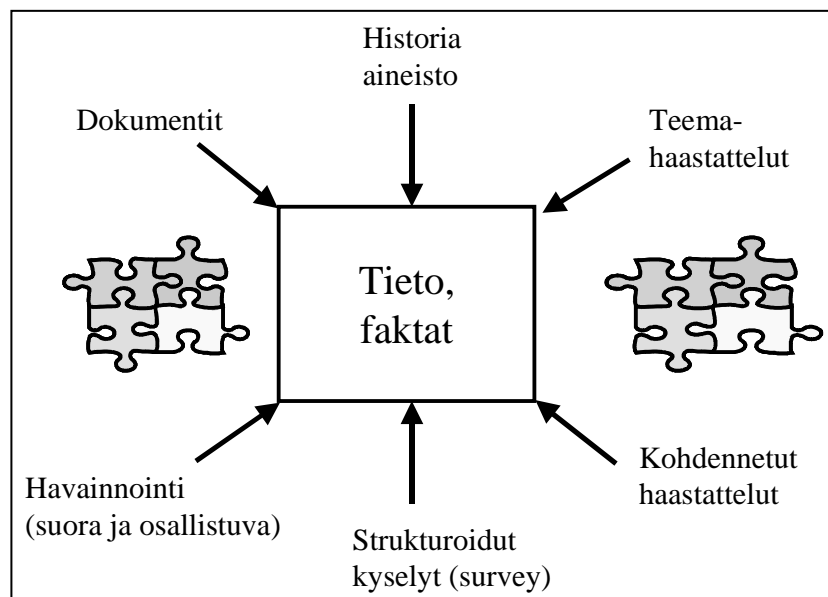 Historia
aineisto
Dokumentit
Teema-
haastattelut
Tieto,
faktat
Havainnointi
(suora ja osallistuva)
Kohdennetut
haastattelut
Strukturoidut
kyselyt (survey)